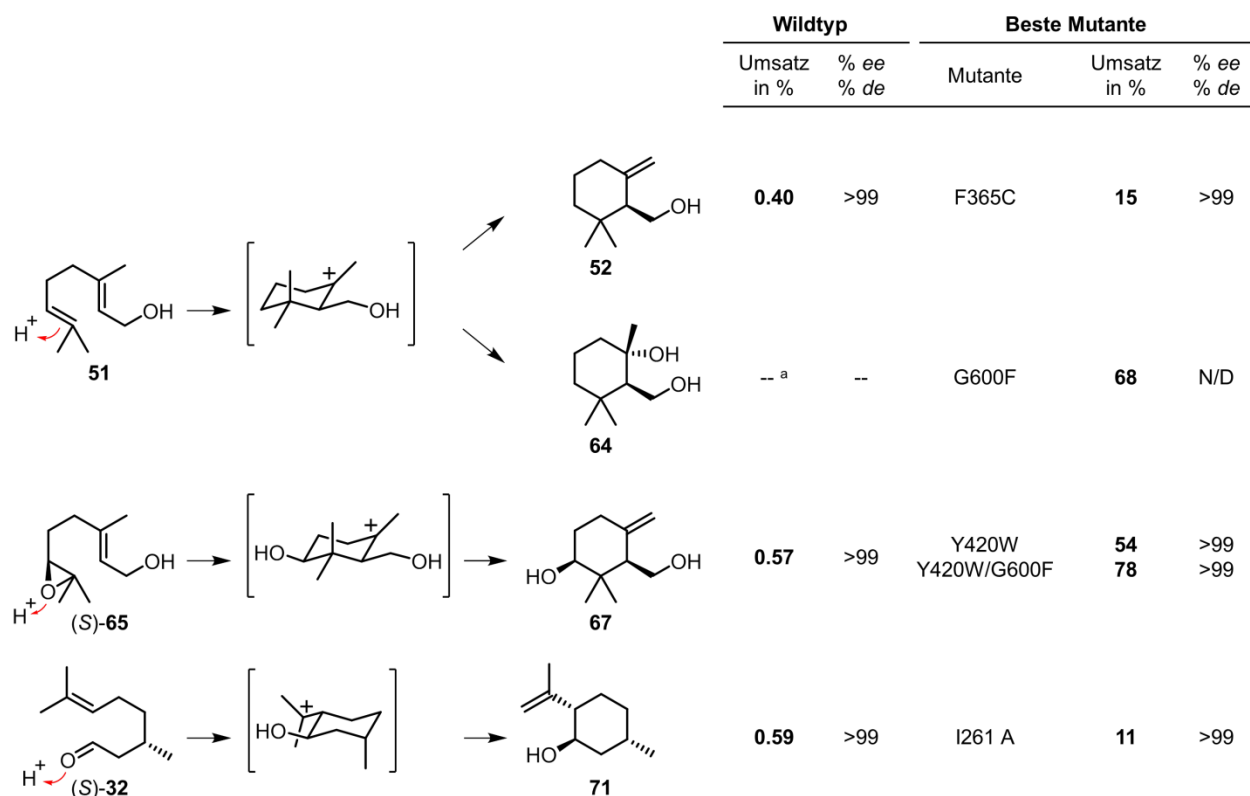 Wildtyp Beste Mutante
Umsatz in % % ee % de Mutante Umsatz in % % ee % de
OH
52
0.40 >99 F365C 15 >99
OH
H+
51
+
OH
OH
OH
64
-- a -- G600F 68 N/D
OH
O
H+
(S)-65
HO
+
OH
HO
OH
67
0.57 >99 Y420W 54 >99
Y420W/G600F 78 >99
O
H+
(S)-32
+
HO
HO
71
0.59 >99 I261 A 11 >99